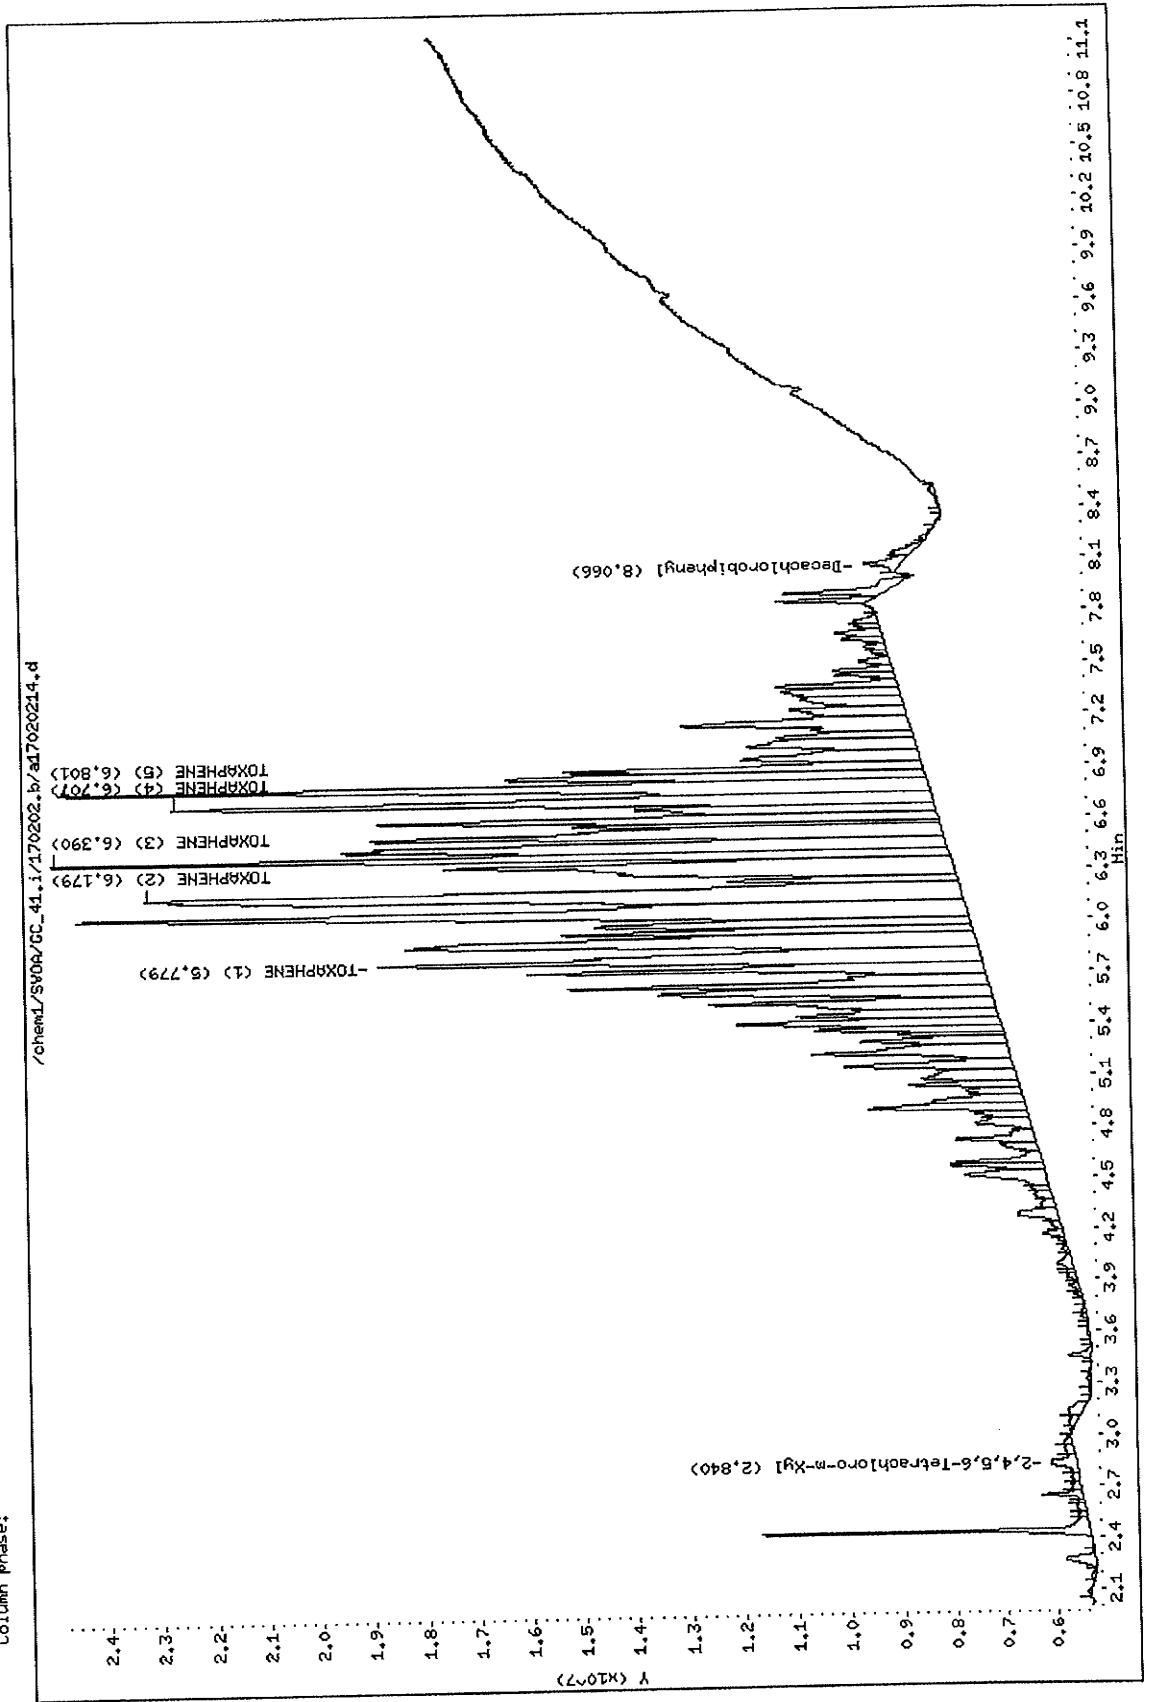 Column phase:
/chem1/SVOA/GC_41.i/170202.b/a17020214.d
Y (x10^7)
2.4
2.3
2.2
2.1
2.0
1.9
1.8
1.7
1.6
1.5
1.4
1.3
1.2
1.1
1.0
0.9
0.8
0.7
0.6
-2,4,5,6-Tetrachloro-m-Xyl (2.840)
-TOXAPHENE (1) (5.779)
TOXAPHENE (2) (6.179)
TOXAPHENE (3) (6.390)
TOXAPHENE (4) (6.707)
TOXAPHENE (5) (6.801)
-Decachlorobiphenyl (8.066)
2.1 2.4 2.7 3.0 3.3 3.6 3.9 4.2 4.5 4.8 5.1 5.4 5.7 6.0 6.3 6.6 6.9 7.2 7.5 7.8 8.1 8.4 8.7 9.0 9.3 9.6 9.9 10.2 10.5 10.8 11.1
Min